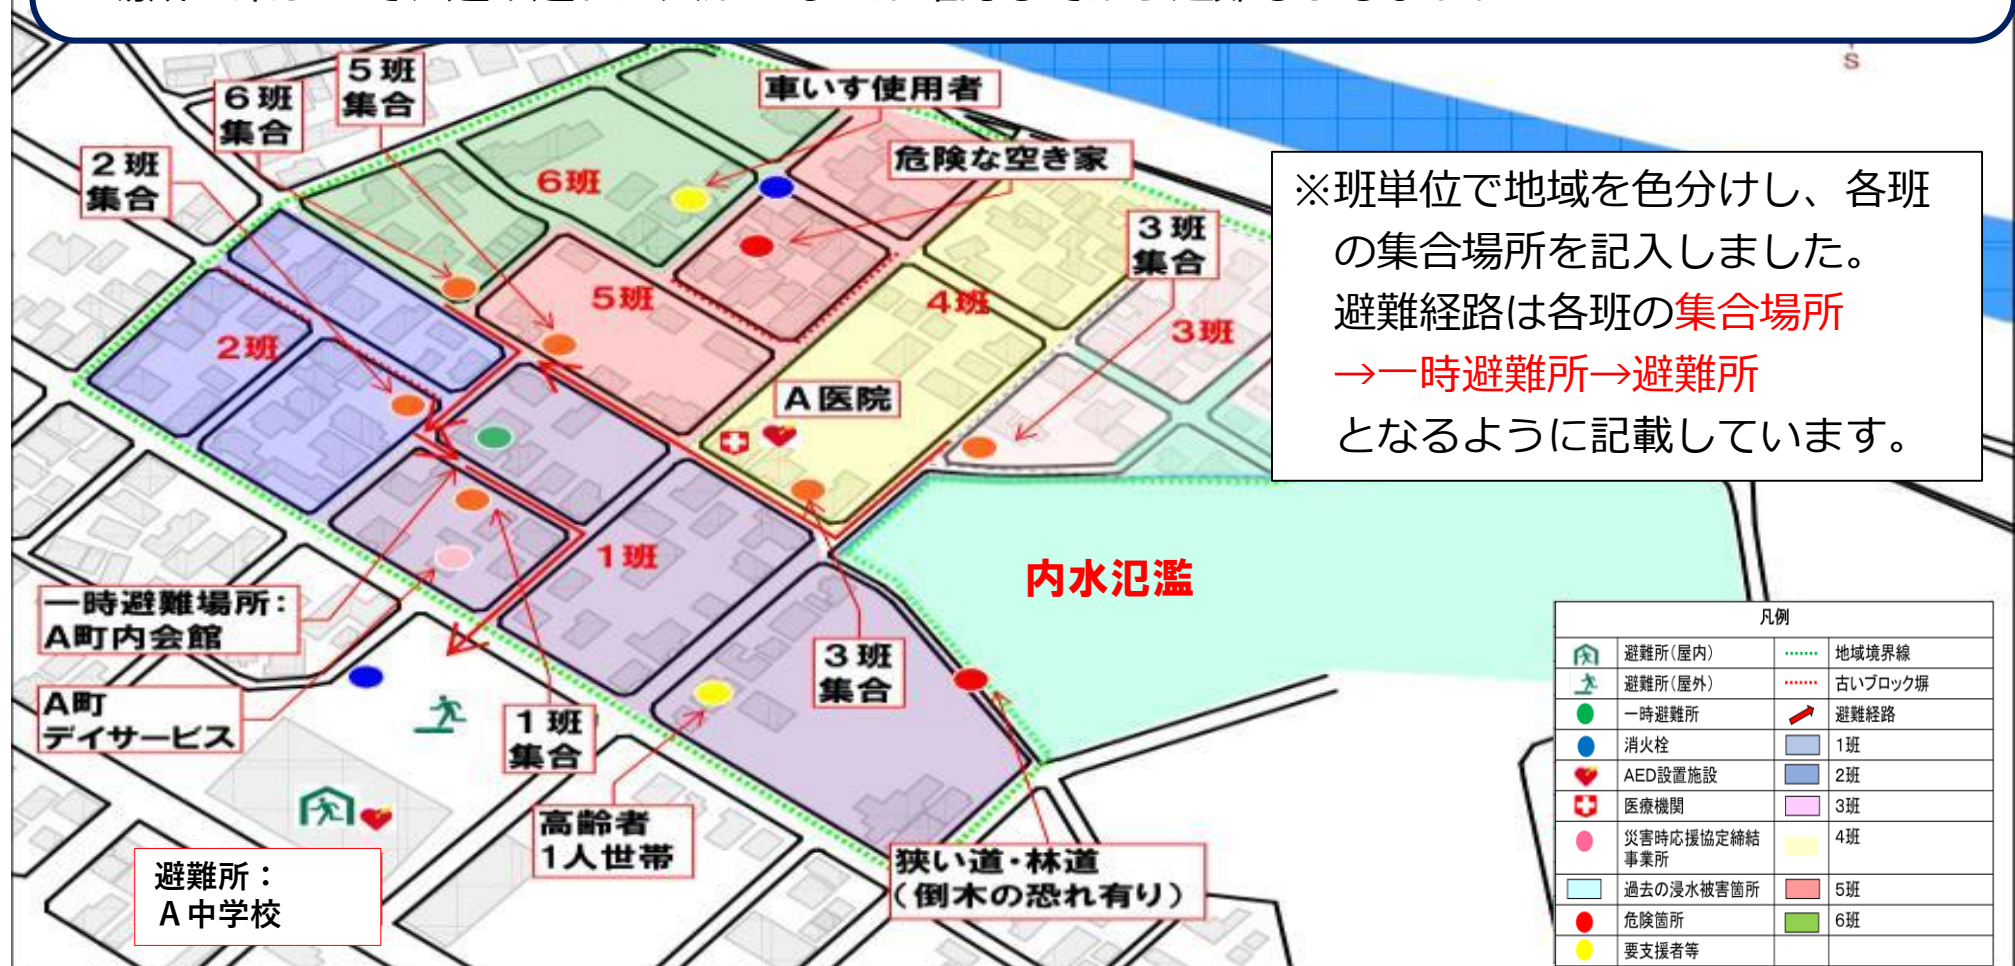 S
5班
集合
6班
集合
車いす使用者
危険な空き家
2班
集合
6班
3班
集合
※班単位で地域を色分けし、各班
の集合場所を記入しました。
避難経路は各班の集合場所
→一時避難所→避難所
となるように記載しています。
5班
4班
3班
2班
A医院
1班
内水氾濫
一時避難場所：
A町内会館
3班
集合
A町
デイサービス
1班
集合
高齢者
1人世帯
狭い道・林道
（倒木の恐れ有り）
避難所：
A中学校
凡例
避難所（屋内） 地域境界線
避難所（屋外） 古いブロック塀
一時避難所 避難経路
消火栓 1班
AED設置施設 2班
医療機関 3班
災害時応援協定締結
事業所 4班
過去の浸水被害箇所 5班
危険箇所 6班
要支援者等